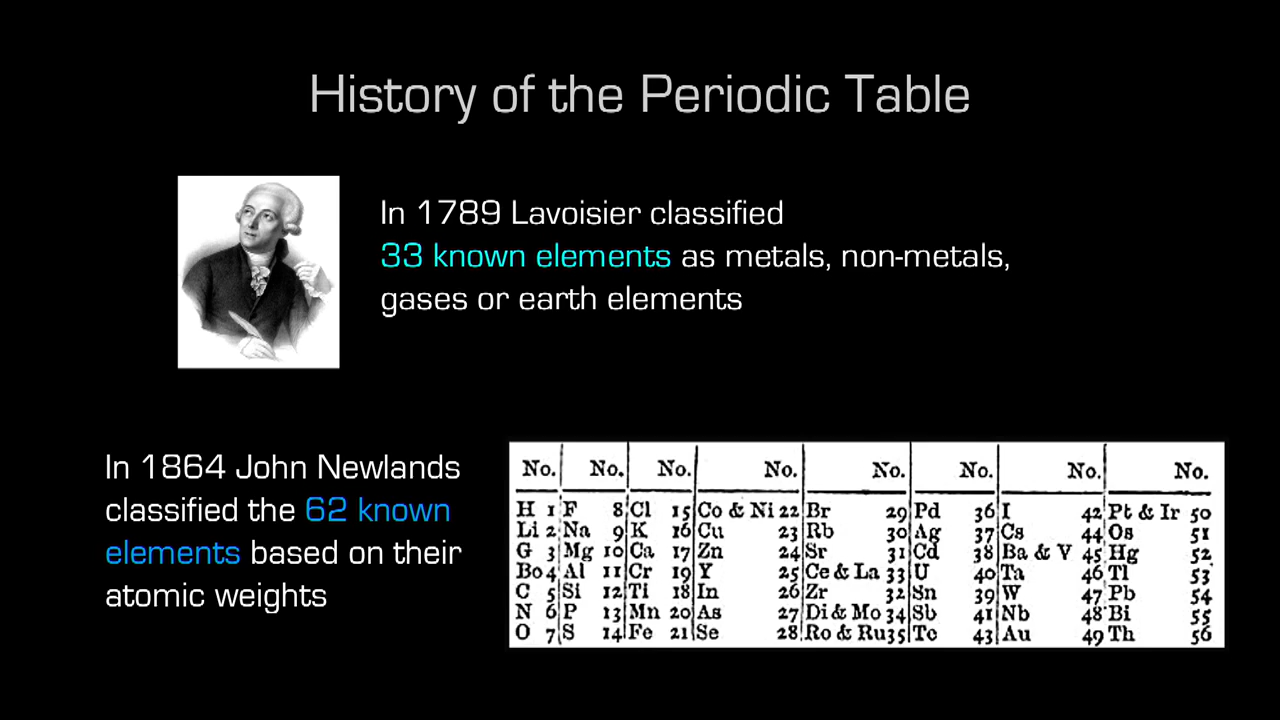 History of the Periodic Table
In 1789 Lavoisier classified
33 known elements as metals, non-metals,
gases or earth elements
In 1864 John Newlands
classified the 62 known
elements based on their
atomic weights
No. No. No. No. No. No. No. No.
H 1 F 8 Cl 15 Co & Ni 22 Br 29 Pd 36 I 42 Pt & Ir 50
Li 2 Na 9 K 16 Cu 23 Rb 30 Ag 37 Cs 44 Os 51
G 3 Mg 10 Ca 17 Zn 24 Sr 31 Cd 38 Ba & V 45 Hg 52
Bo 4 Al 11 Cr 19 Y 25 Ce & La 33 U 40 Ta 46 Tl 53
C 5 Si 12 Ti 18 In 26 Zr 32 Sn 39 W 47 Pb 54
N 6 P 13 Mn 20 As 27 Di & Mo 34 Sb 41 Nb 48 Bi 55
O 7 S 14 Fe 21 Se 28 Ro & Ru 35 Te 43 Au 49 Th 56